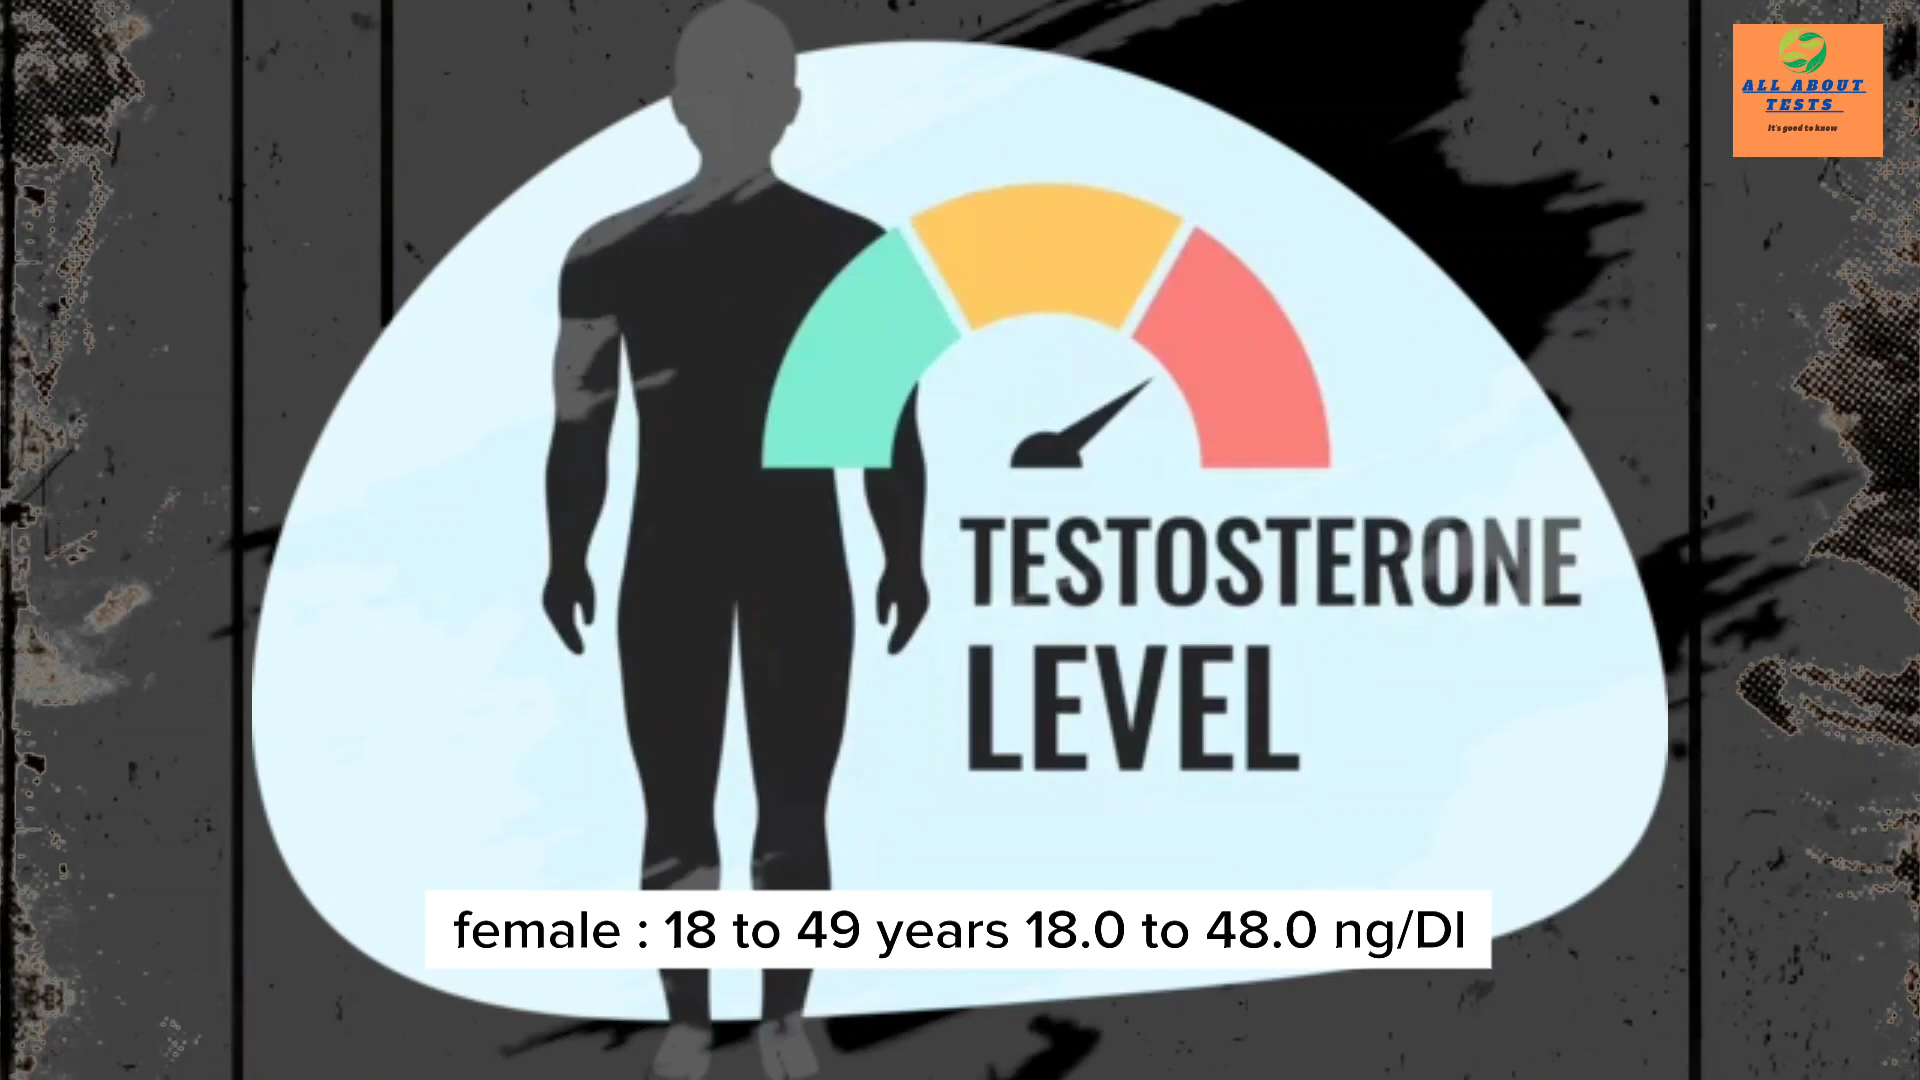 ALL ABOUT
TESTS
It's good to know
TESTOSTERONE
LEVEL
female : 18 to 49 years 18.0 to 48.0 ng/Dl